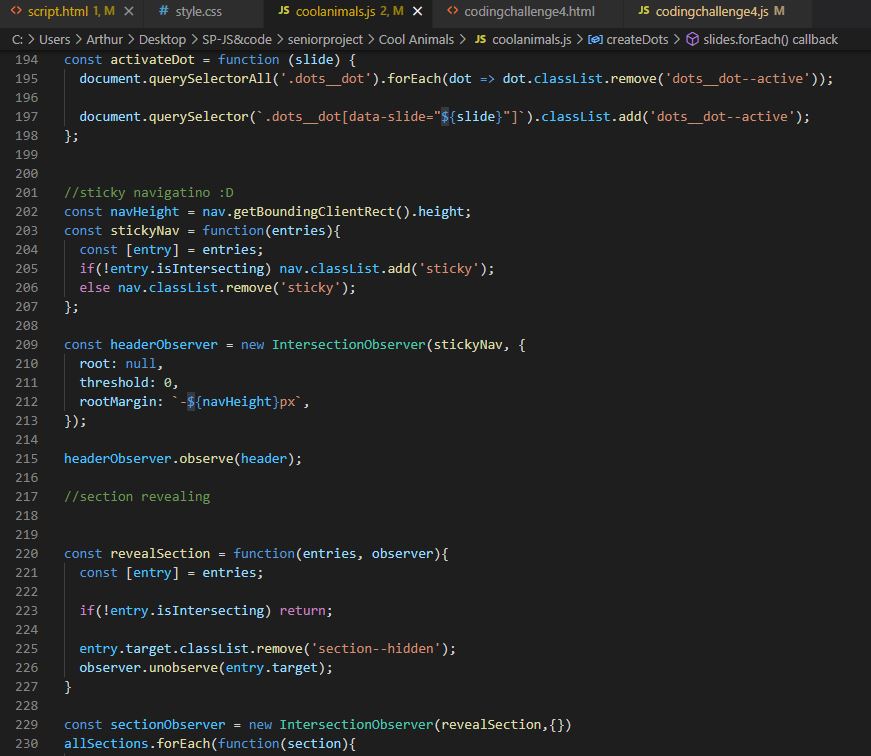 script.html 1, M × # style.css JS coolanimals.js 2, M × codingchallenge4.html JS codingchallenge4.js M
C: > Users > Arthur > Desktop > SP-JS&code > seniorproject > Cool Animals > JS coolanimals.js > createDots > slides.forEach() callback
194 const activateDot = function (slide) {
195 document.querySelectorAll('.dots__dot').forEach(dot => dot.classList.remove('dots__dot--active'));
196
197 document.querySelector(`.dots__dot[data-slide="${slide}"]`).classList.add('dots__dot--active');
198 };
199
200
201 //sticky navigatino :D
202 const navHeight = nav.getBoundingClientRect().height;
203 const stickyNav = function(entries){
204 const [entry] = entries;
205 if(!entry.isIntersecting) nav.classList.add('sticky');
206 else nav.classList.remove('sticky');
207 };
208
209 const headerObserver = new IntersectionObserver(stickyNav, {
210 root: null,
211 threshold: 0,
212 rootMargin: `-${navHeight}px`,
213 });
214
215 headerObserver.observe(header);
216
217 //section revealing
218
219
220 const revealSection = function(entries, observer){
221 const [entry] = entries;
222
223 if(!entry.isIntersecting) return;
224
225 entry.target.classList.remove('section--hidden');
226 observer.unobserve(entry.target);
227 }
228
229 const sectionObserver = new IntersectionObserver(revealSection,{})
230 allSections.forEach(function(section){